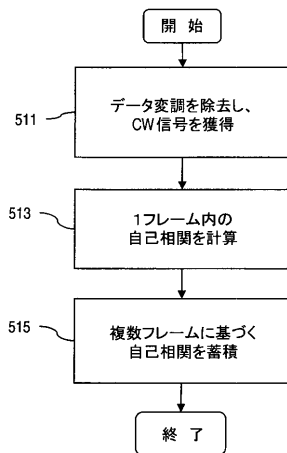 開始
511
データ変調を除去し、
CW信号を獲得
513
1フレーム内の
自己相関を計算
515
複数フレームに基づく
自己相関を蓄積
終了